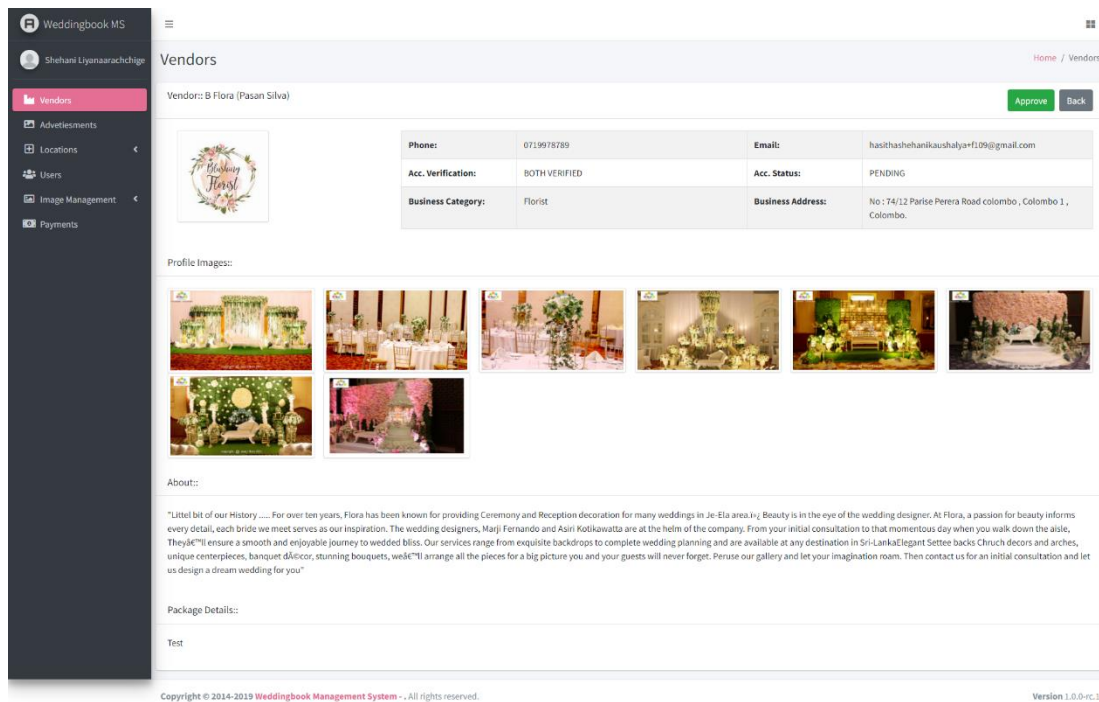 Weddingbook MS
Shehani Liyanaarachchige
Vendors
Home / Vendors
Vendors
Advetiesments
Locations
Users
Image Management
Payments
Vendor:: B Flora (Pasan Silva)
Approve
Back
Blushing
Florist
Phone: 0719978789 Email: hasithashehanikaushalya+f109@gmail.com
Acc. Verification: BOTH VERIFIED Acc. Status: PENDING
Business Category: Florist Business Address: No : 74/12 Parise Perera Road colombo , Colombo 1 ,
Colombo.
Profile Images::
About::
"Littel bit of our History ..... For over ten years, Flora has been known for providing Ceremony and Reception decoration for many weddings in Je-Ela area.ï»¿ Beauty is in the eye of the wedding designer. At Flora, a passion for beauty informs
every detail, each bride we meet serves as our inspiration. The wedding designers, Marji Fernando and Asiri Kotikawatta are at the helm of the company. From your initial consultation to that momentous day when you walk down the aisle,
Theyâ€™ll ensure a smooth and enjoyable journey to wedded bliss. Our services range from exquisite backdrops to complete wedding planning and are available at any destination in Sri-LankaElegant Settee backs Chruch decors and arches,
unique centerpieces, banquet dÃ©cor, stunning bouquets, weâ€™ll arrange all the pieces for a big picture you and your guests will never forget. Peruse our gallery and let your imagination roam. Then contact us for an initial consultation and let
us design a dream wedding for you"
Package Details::
Test
Copyright © 2014-2019 Weddingbook Management System - . All rights reserved.
Version 1.0.0-rc.1